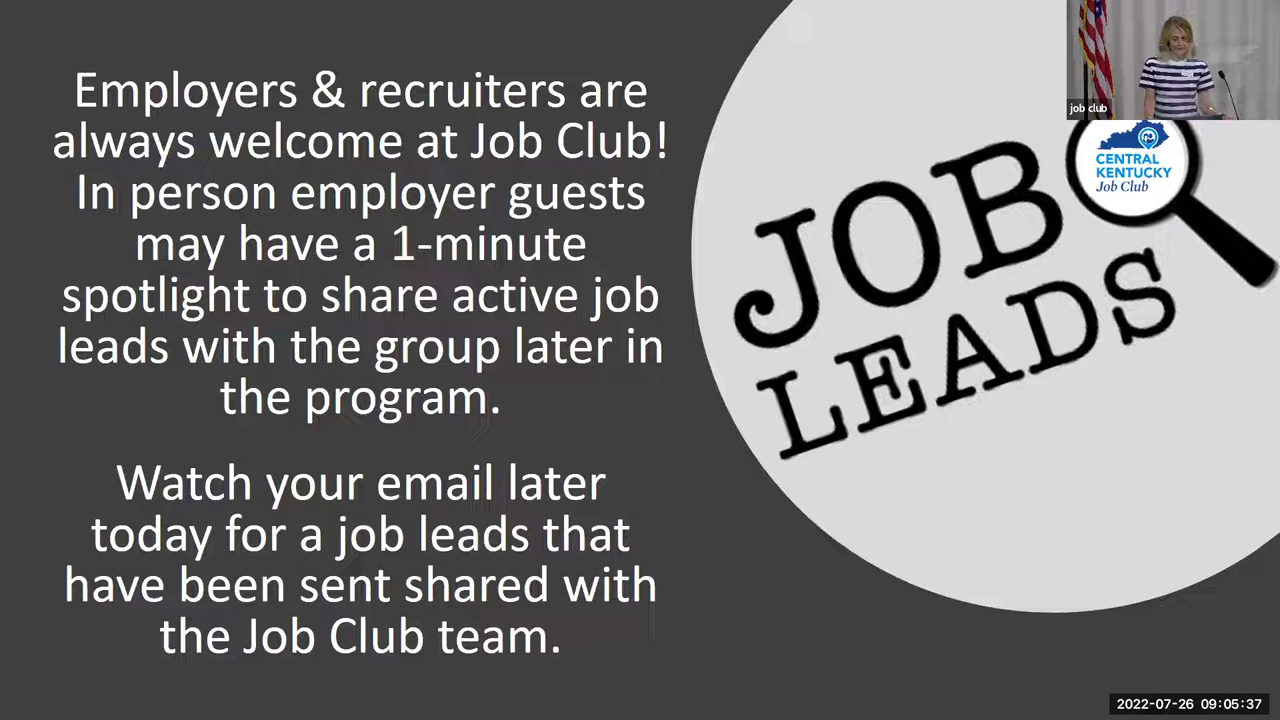 Employers & recruiters are
always welcome at Job Club!
In person employer guests
may have a 1-minute
spotlight to share active job
leads with the group later in
the program.
Watch your email later
today for a job leads that
have been sent shared with
the Job Club team.
job club
CENTRAL
KENTUCKY
Job Club
JOB
LEADS
2022-07-26 09:05:37